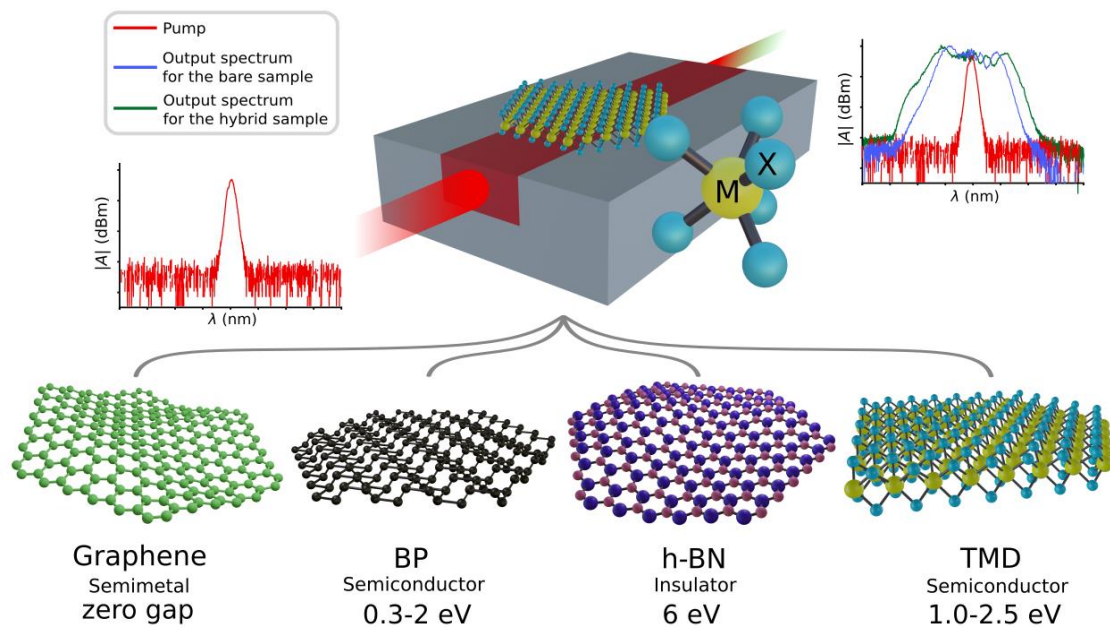 Pump
Output spectrum
for the bare sample
Output spectrum
for the hybrid sample
|A| (dBm)
λ (nm)
M
X
|A| (dBm)
λ (nm)
Graphene
Semimetal
zero gap
BP
Semiconductor
0.3-2 eV
h-BN
Insulator
6 eV
TMD
Semiconductor
1.0-2.5 eV